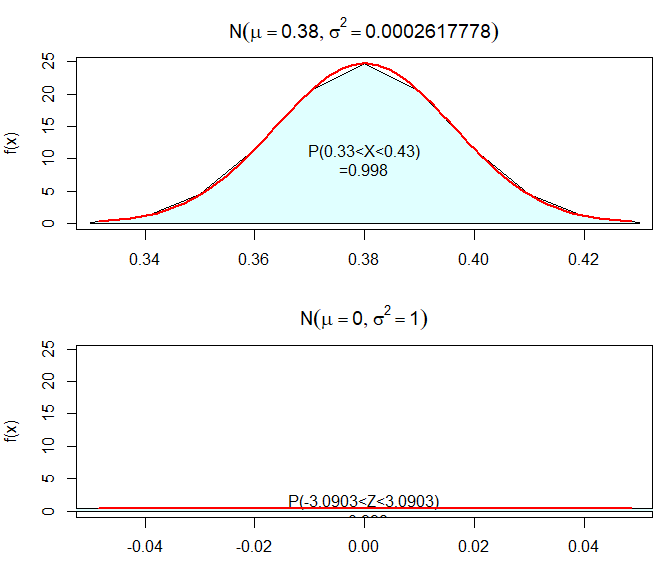 N(μ = 0.38, σ² = 0.0002617778)
25
20
15
10
5
0
f(x)
P(0.33<X<0.43)
=0.998
0.34 0.36 0.38 0.40 0.42
N(μ = 0, σ² = 1)
25
20
15
10
5
0
f(x)
P(-3.0903<Z<3.0903)
-0.04 -0.02 0.00 0.02 0.04